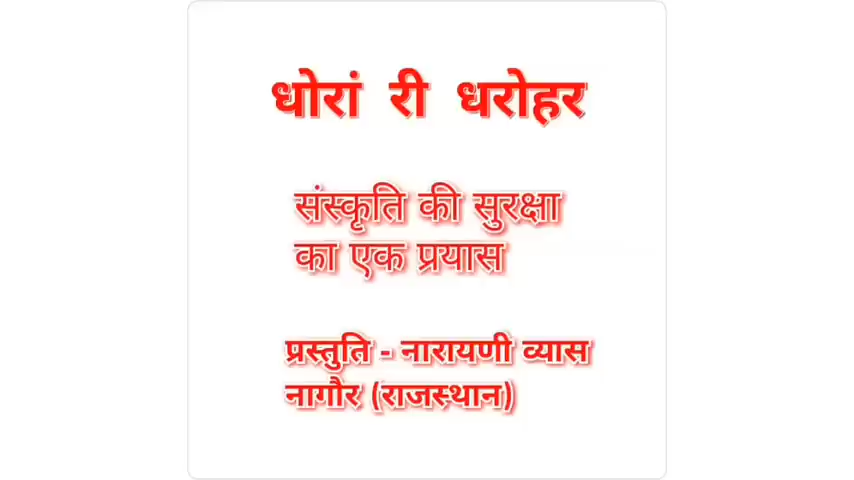 धोरां री धरोहर
संस्कृति की सुरक्षा
का एक प्रयास
प्रस्तुति - नारायणी व्यास
नागौर (राजस्थान)